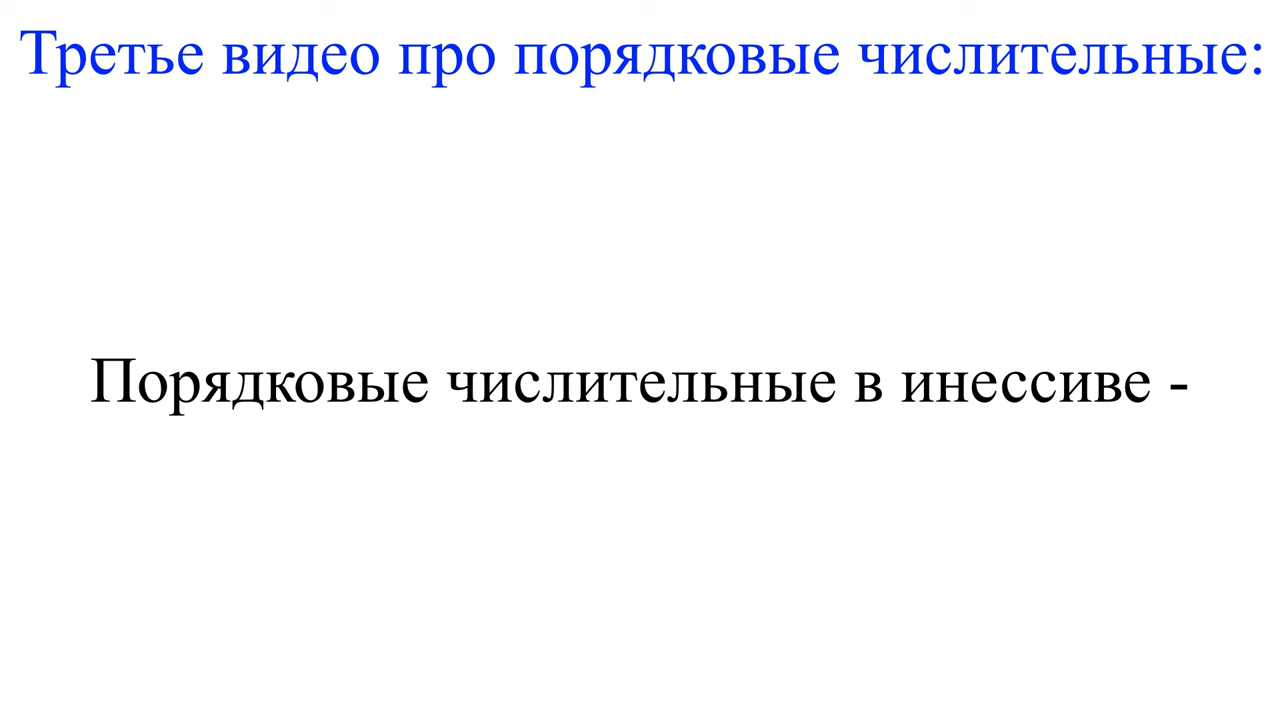 Третье видео про порядковые числительные:
Порядковые числительные в инессиве -